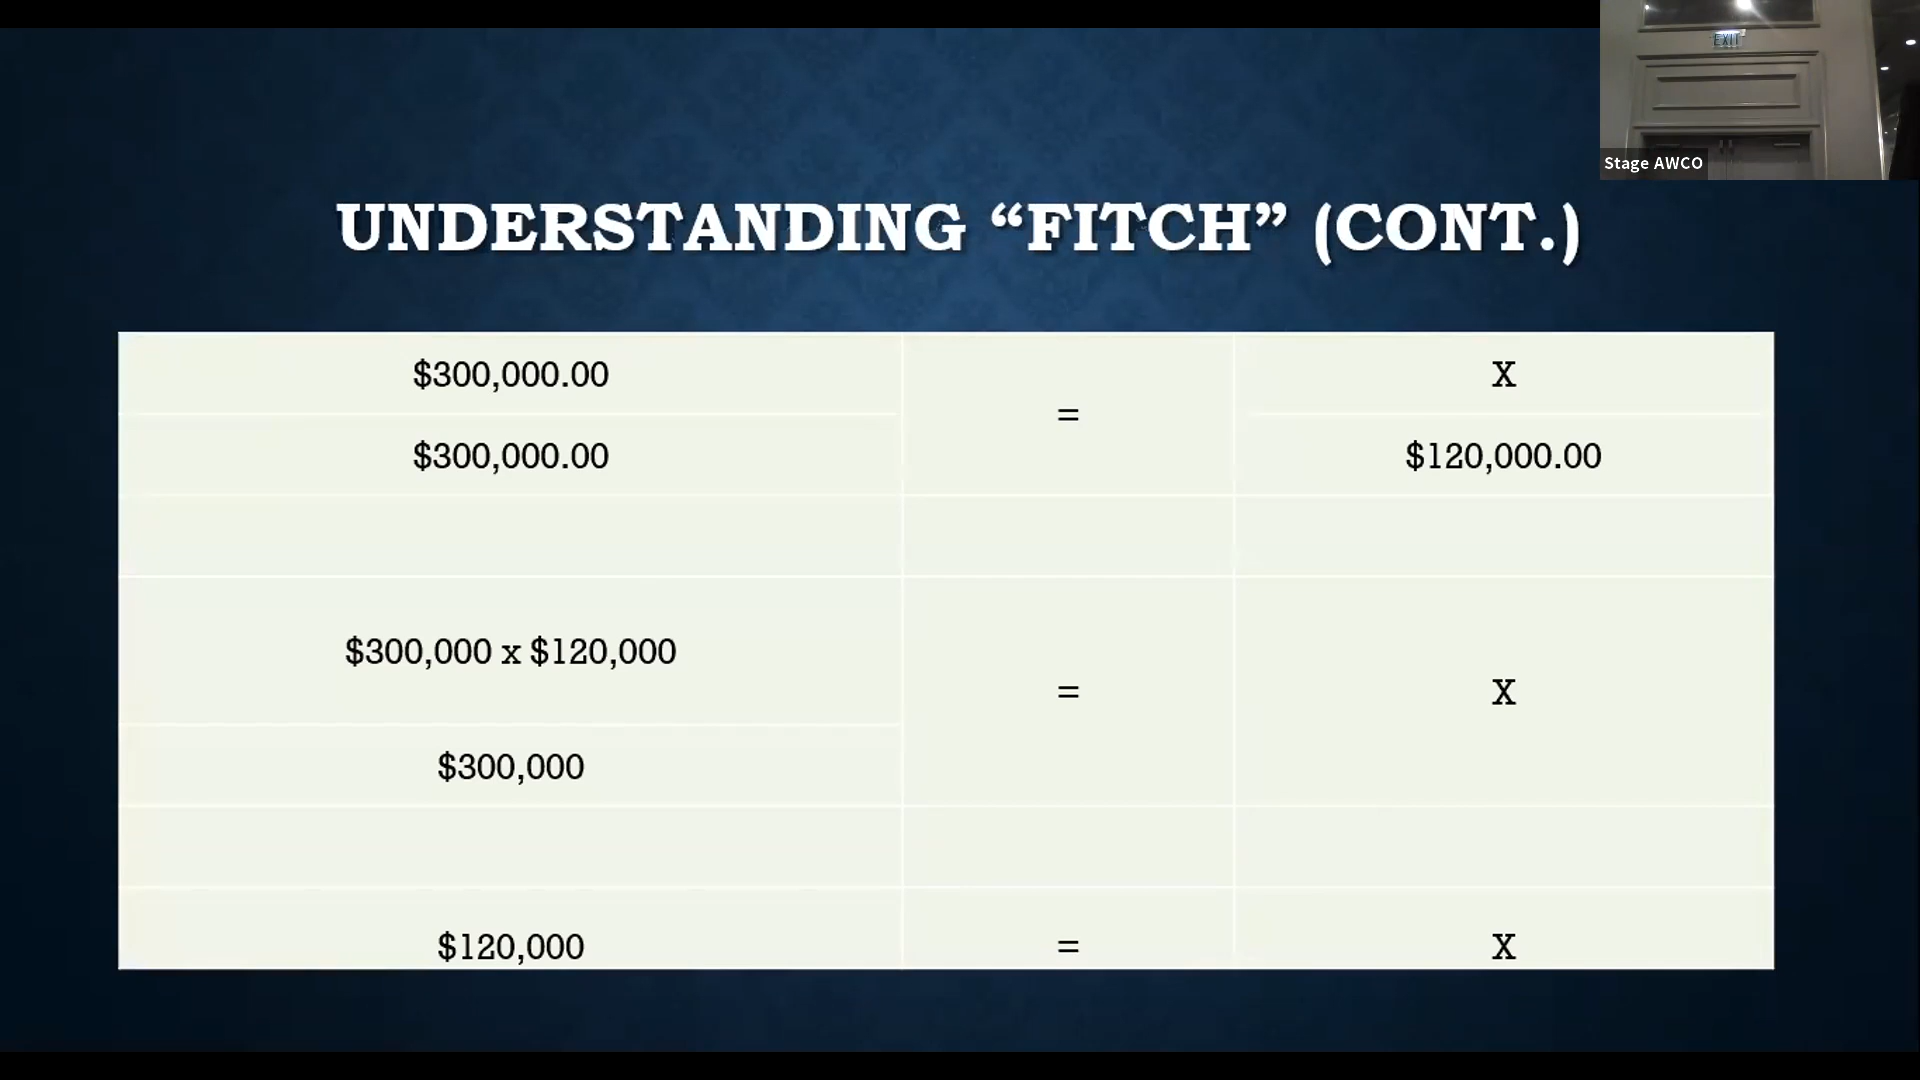 EXIT
Stage AWCO
UNDERSTANDING “FITCH” (CONT.)
$300,000.00
=
X
$300,000.00
$120,000.00
$300,000 x $120,000
=
X
$300,000
$120,000
=
X